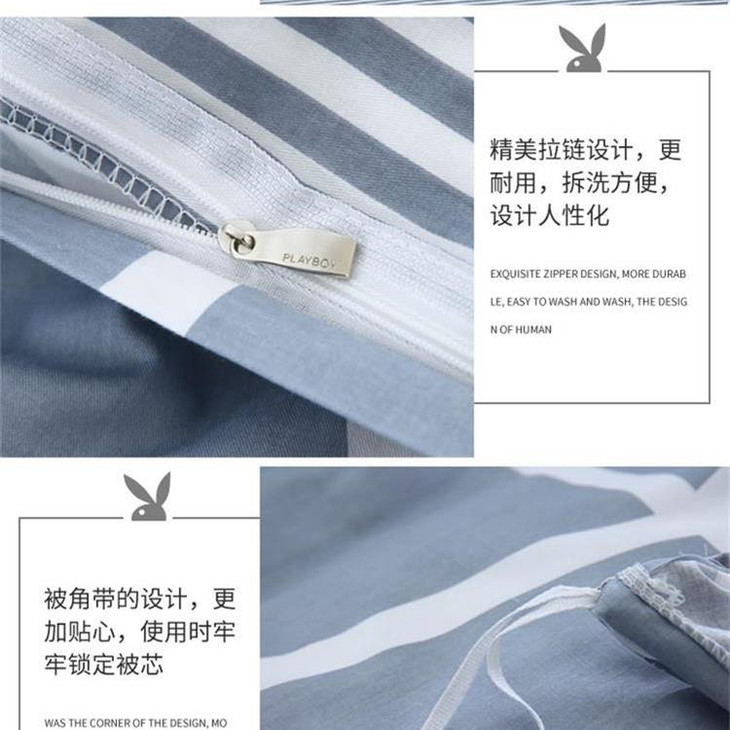 PLAYBOY
精美拉链设计，更
耐用，拆洗方便，
设计人性化
EXQUISITE ZIPPER DESIGN, MORE DURAB
LE, EASY TO WASH AND WASH, THE DESIG
N OF HUMAN
被角带的设计，更
加贴心，使用时牢
牢锁定被芯
WAS THE CORNER OF THE DESIGN, MO